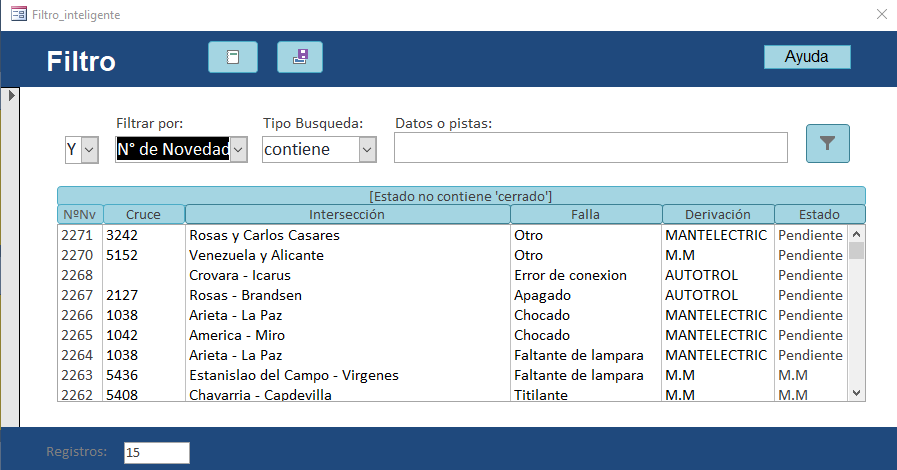 Filtro_inteligente
Filtro
Ayuda
Filtrar por: Tipo Busqueda: Datos o pistas:
Y N° de Novedad contiene
[Estado no contiene 'cerrado']
NºNv Cruce Intersección Falla Derivación Estado
2271 3242 Rosas y Carlos Casares Otro MANTELECTRIC Pendiente
2270 5152 Venezuela y Alicante Otro M.M Pendiente
2268 Crovara - Icarus Error de conexion AUTOTROL Pendiente
2267 2127 Rosas - Brandsen Apagado AUTOTROL Pendiente
2266 1038 Arieta - La Paz Chocado MANTELECTRIC Pendiente
2265 1042 America - Miro Chocado MANTELECTRIC Pendiente
2264 1038 Arieta - La Paz Faltante de lampara MANTELECTRIC Pendiente
2263 5436 Estanislao del Campo - Virgenes Faltante de lampara M.M M.M
2262 5408 Chavarria - Capdevilla Titilante M.M M.M
Registros: 15